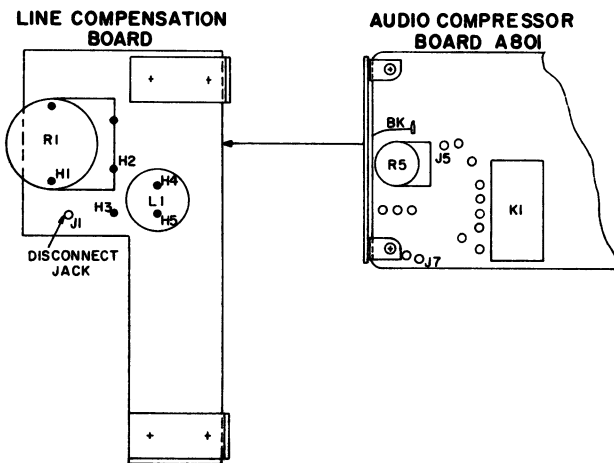 LINE COMPENSATION
BOARD
AUDIO COMPRESSOR
BOARD A801
R1
H1
H2
H3
J1
H4
L1
H5
DISCONNECT
JACK
BK
R5
J5
K1
J7